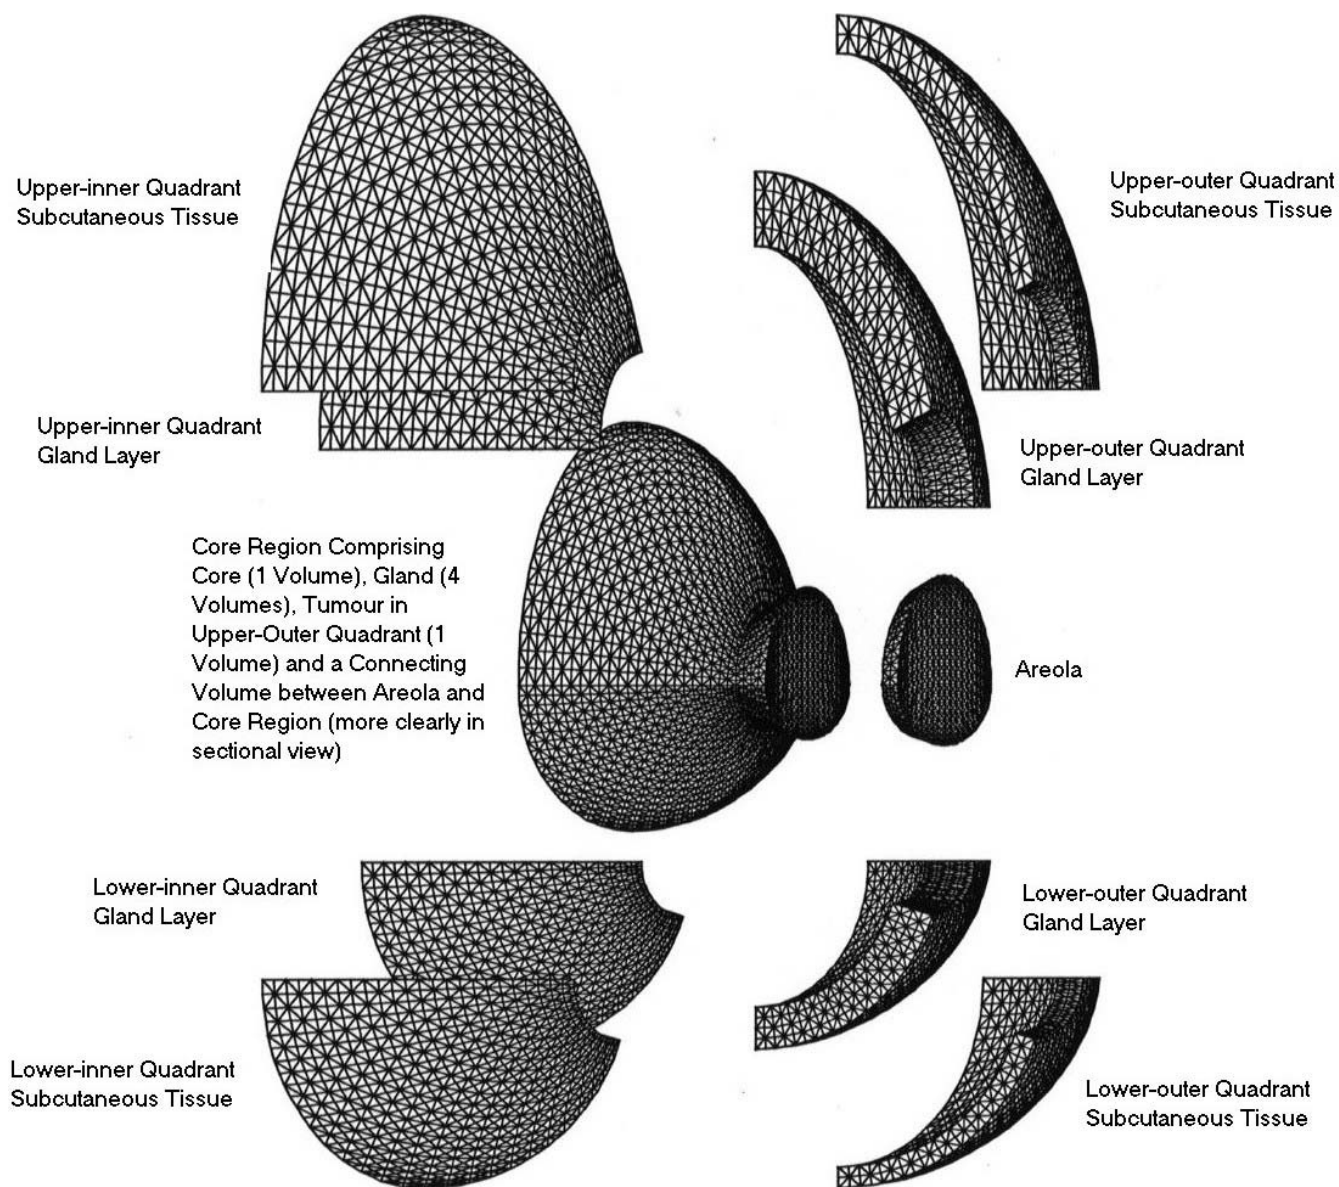 Upper-inner Quadrant
Subcutaneous Tissue
Upper-outer Quadrant
Subcutaneous Tissue
Upper-inner Quadrant
Gland Layer
Upper-outer Quadrant
Gland Layer
Core Region Comprising
Core (1 Volume), Gland (4
Volumes), Tumour in
Upper-Outer Quadrant (1
Volume) and a Connecting
Volume between Areola and
Core Region (more clearly in
sectional view)
Areola
Lower-inner Quadrant
Gland Layer
Lower-outer Quadrant
Gland Layer
Lower-inner Quadrant
Subcutaneous Tissue
Lower-outer Quadrant
Subcutaneous Tissue